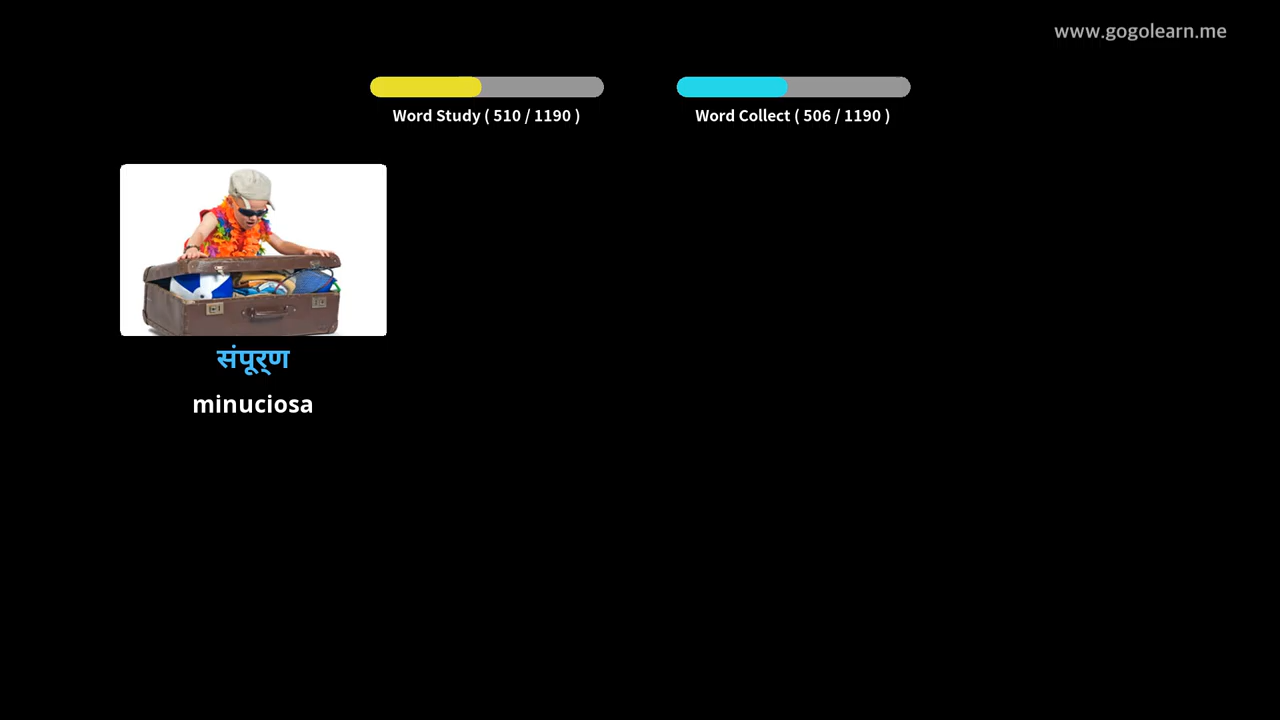 www.gogolearn.me
Word Study ( 510 / 1190 )
Word Collect ( 506 / 1190 )
संपूर्ण
minuciosa